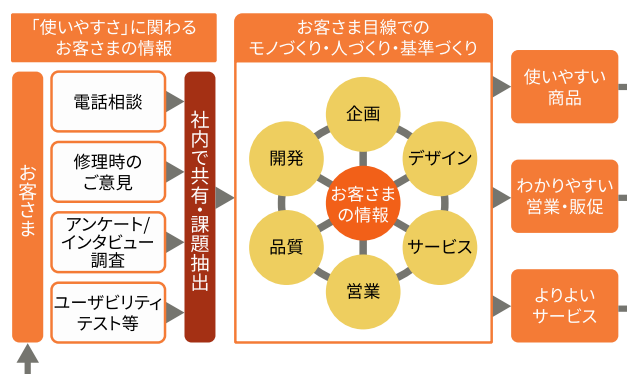 「使いやすさ」に関わる
お客さまの情報
お客さま
電話相談
修理時の
ご意見
アンケート/
インタビュー
調査
ユーザビリティ
テスト等
社内で共有・課題抽出
お客さま目線での
モノづくり・人づくり・基準づくり
企画
開発
デザイン
お客さま
の情報
品質
サービス
営業
使いやすい
商品
わかりやすい
営業・販促
よりよい
サービス